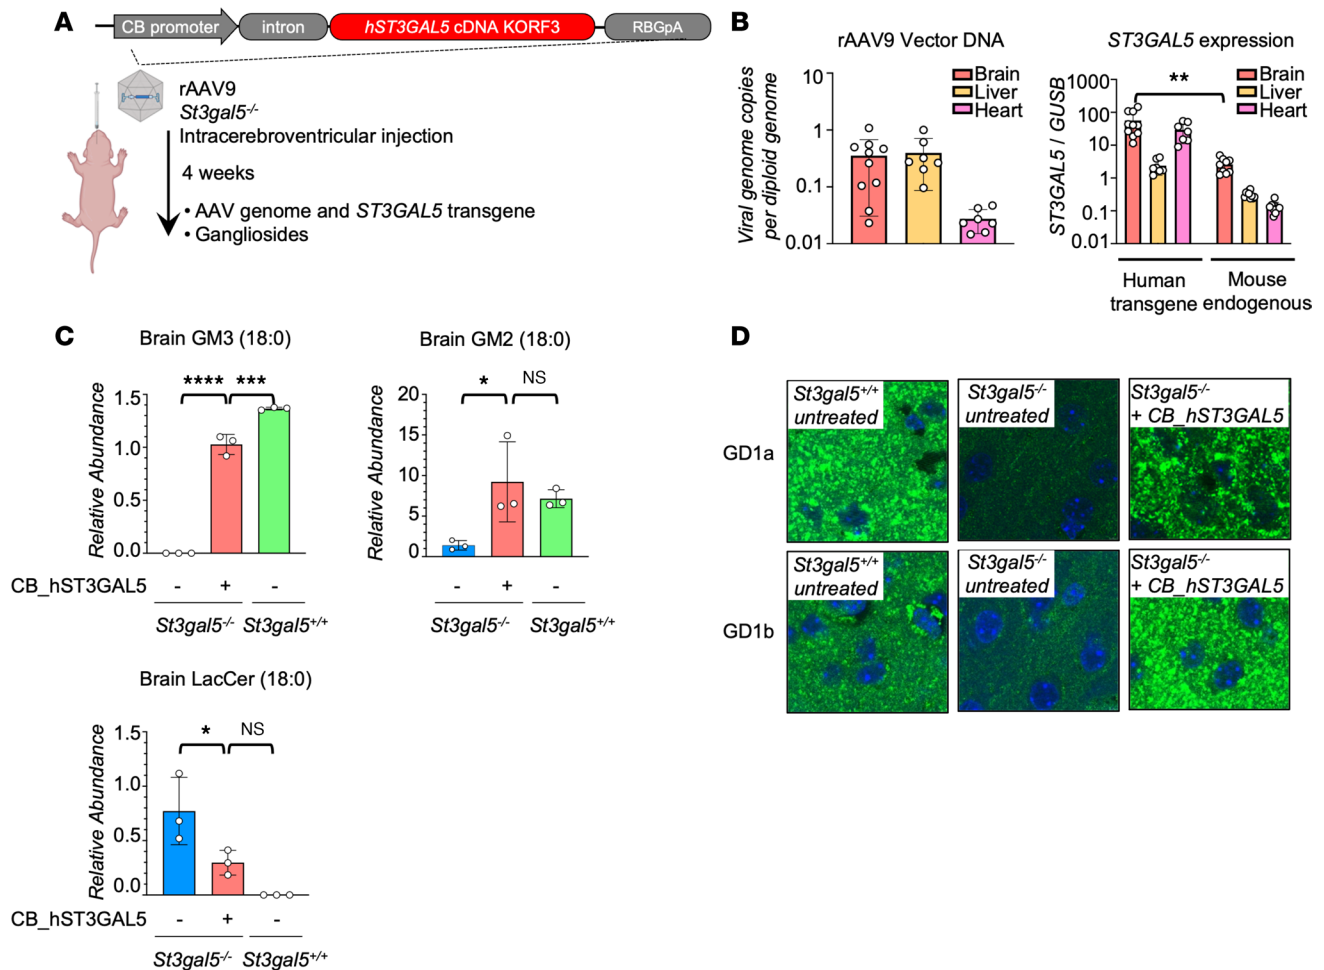 A
CB promoter
intron
hST3GAL5 cDNA KORF3
RBGpA
rAAV9
St3gal5-/-
Intracerebroventricular injection
4 weeks
• AAV genome and ST3GAL5 transgene
• Gangliosides
B
rAAV9 Vector DNA
Viral genome copies
per diploid genome
10
1
0.1
0.01
Brain
Liver
Heart
ST3GAL5 expression
ST3GAL5 / GUSB
1000
100
10
1
0.1
0.01
**
Brain
Liver
Heart
Human
transgene
Mouse
endogenous
C
Brain GM3 (18:0)
Relative Abundance
1.5
1.0
0.5
0.0
**** ***
CB_hST3GAL5 - + -
St3gal5-/- St3gal5+/+
Brain GM2 (18:0)
Relative Abundance
20
15
10
5
0
* NS
- + -
St3gal5-/- St3gal5+/+
Brain LacCer (18:0)
Relative Abundance
1.5
1.0
0.5
0.0
* NS
CB_hST3GAL5 - + -
St3gal5-/- St3gal5+/+
D
GD1a
St3gal5+/+
untreated
St3gal5-/-
untreated
St3gal5-/-
+ CB_hST3GAL5
GD1b
St3gal5+/+
untreated
St3gal5-/-
untreated
St3gal5-/-
+ CB_hST3GAL5